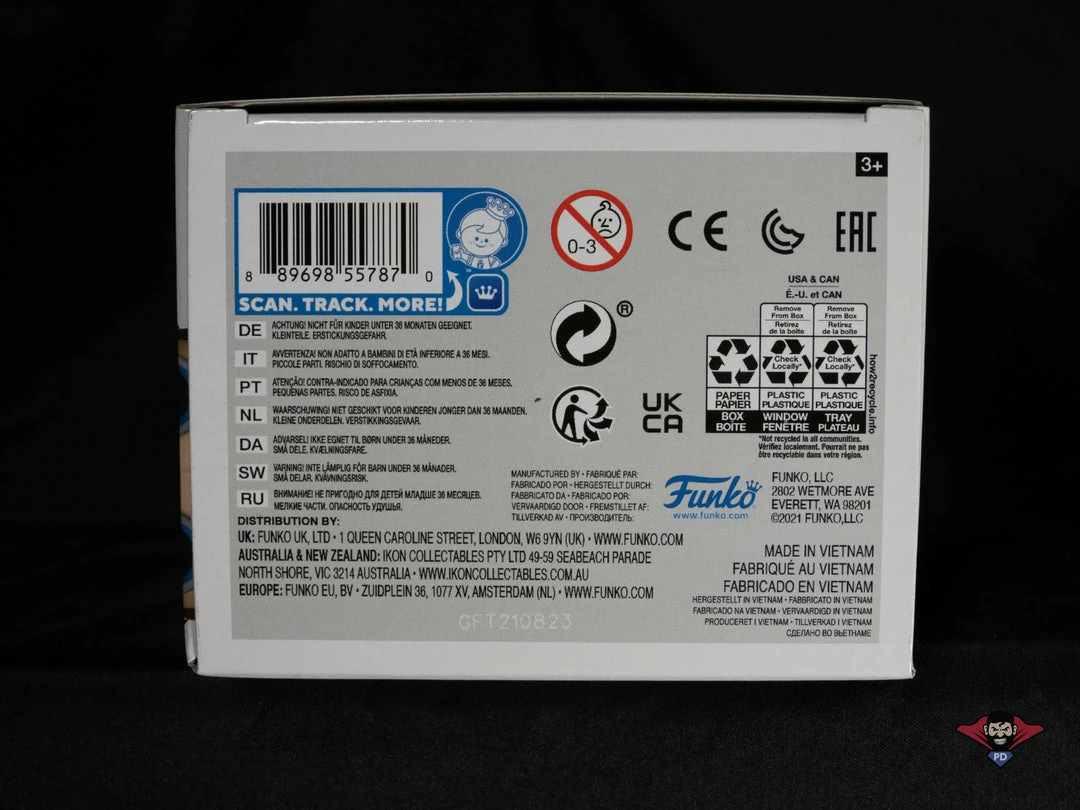 3+
8 89698 55787 0
SCAN. TRACK. MORE!
TM
0-3
CE
EAC
®
UK
CA
USA & CAN
É.-U. et CAN
Remove From Box
Retirez de la boîte
Remove From Box
Retirez de la boîte
Check Locally*
Check Locally*
PAPER PAPIER
PLASTIC PLASTIQUE
PLASTIC PLASTIQUE
BOX BOÎTE
WINDOW FENÊTRE
TRAY PLATEAU
how2recycle.info
*Not recycled in all communities.
Vérifiez localement. Pourrait ne pas
être recyclable dans votre région.
DE ACHTUNG! NICHT FÜR KINDER UNTER 36 MONATEN GEEIGNET.
KLEINTEILE. ERSTICKUNGSGEFAHR.
IT AVVERTENZA! NON ADATTO A BAMBINI DI ETÀ INFERIORE A 36 MESI.
PICCOLE PARTI. RISCHIO DI SOFFOCAMENTO.
PT ATENÇÃO! CONTRA-INDICADO PARA CRIANÇAS COM MENOS DE 36 MESES.
PEQUENAS PARTES. RISCO DE ASFIXIA.
NL WAARSCHUWING! NIET GESCHIKT VOOR KINDEREN JONGER DAN 36 MAANDEN.
KLEINE ONDERDELEN. VERSTIKKINGSGEVAAR.
DA ADVARSEL! IKKE EGNET TIL BØRN UNDER 36 MÅNEDER.
SMÅ DELE. KVÆLNINGSFARE.
SW VARNING! INTE LÄMPLIG FÖR BARN UNDER 36 MÅNADER.
SMÅ DELAR. KVÄVNINGSRISK.
RU ВНИМАНИЕ! НЕ ПРИГОДНО ДЛЯ ДЕТЕЙ МЛАДШЕ 36 МЕСЯЦЕВ.
МЕЛКИЕ ЧАСТИ. ОПАСНОСТЬ УДУШЬЯ.
MANUFACTURED BY • FABRIQUÉ PAR:
FABRICADO POR • HERGESTELLT DURCH:
FABBRICATO DA • FABRICADO POR:
VERVAARDIGD DOOR • FREMSTILLET AF:
TILLVERKAD AV • ПРОИЗВОДИТЕЛЬ:
Funko
www.funko.com
FUNKO, LLC
2802 WETMORE AVE
EVERETT, WA 98201
©2021 FUNKO,LLC
DISTRIBUTION BY:
UK: FUNKO UK, LTD • 1 QUEEN CAROLINE STREET, LONDON, W6 9YN (UK) • WWW.FUNKO.COM
AUSTRALIA & NEW ZEALAND: IKON COLLECTABLES PTY LTD 49-59 SEABEACH PARADE
NORTH SHORE, VIC 3214 AUSTRALIA • WWW.IKONCOLLECTABLES.COM.AU
EUROPE: FUNKO EU, BV • ZUIDPLEIN 36, 1077 XV, AMSTERDAM (NL) • WWW.FUNKO.COM
MADE IN VIETNAM
FABRIQUÉ AU VIETNAM
FABRICADO EN VIETNAM
HERGESTELLT IN VIETNAM • FABBRICATO IN VIETNAM
FABRICADO NA VIETNAM • VERVAARDIGD IN VIETNAM
PRODUCERET I VIETNAM • TILLVERKAD I VIETNAM
СДЕЛАНО ВО ВЬЕТНАМЕ
GFT210823
PD